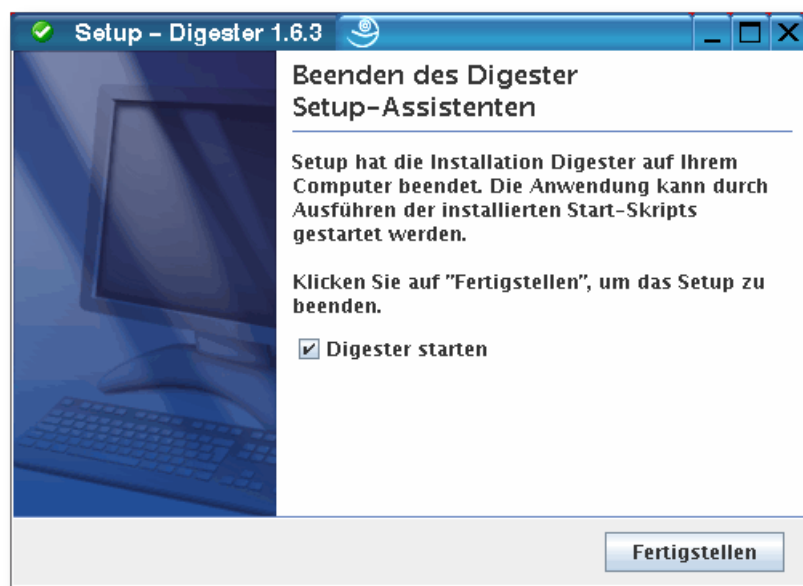 Setup - Digester 1.6.3
Beenden des Digester
Setup-Assistenten
Setup hat die Installation Digester auf Ihrem
Computer beendet. Die Anwendung kann durch
Ausführen der installierten Start-Skripts
gestartet werden.
Klicken Sie auf "Fertigstellen", um das Setup zu
beenden.
Digester starten
Fertigstellen